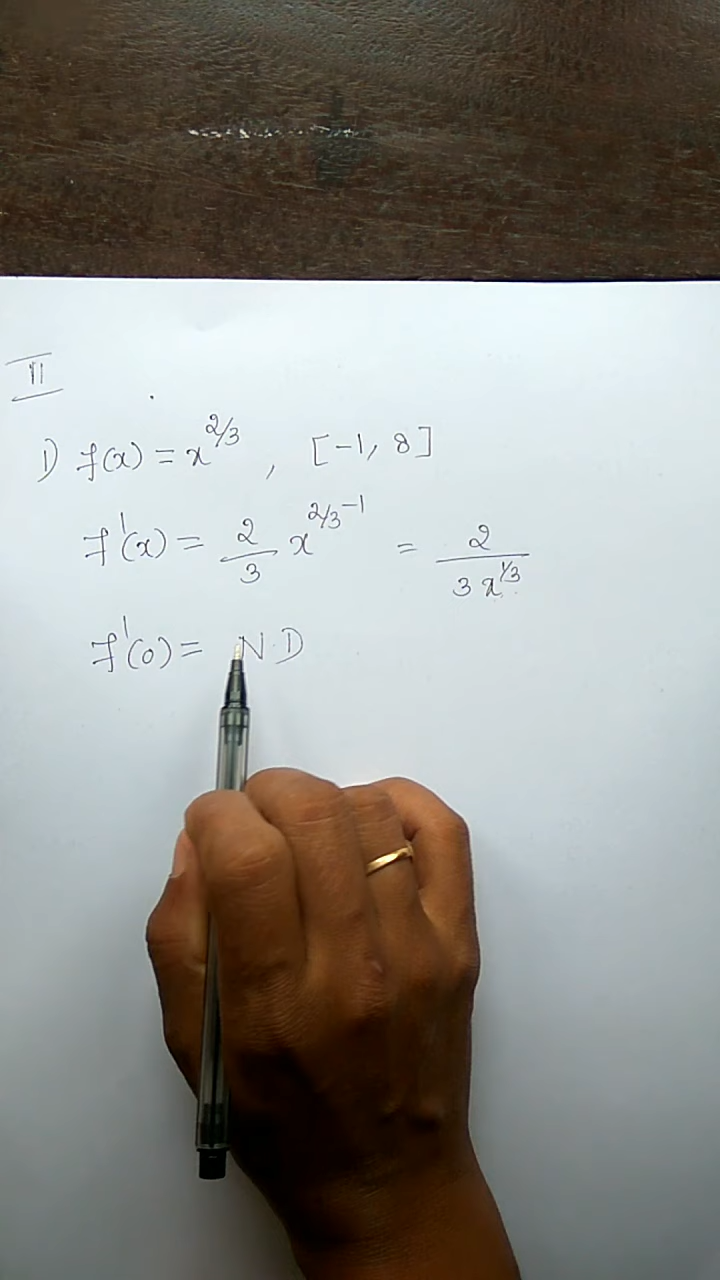 II
1) f(x) = x^{2/3} , [-1, 8]
f'(x) = 2/3 x^{2/3 - 1} = 2/(3x^{1/3})
f'(0) = N.D